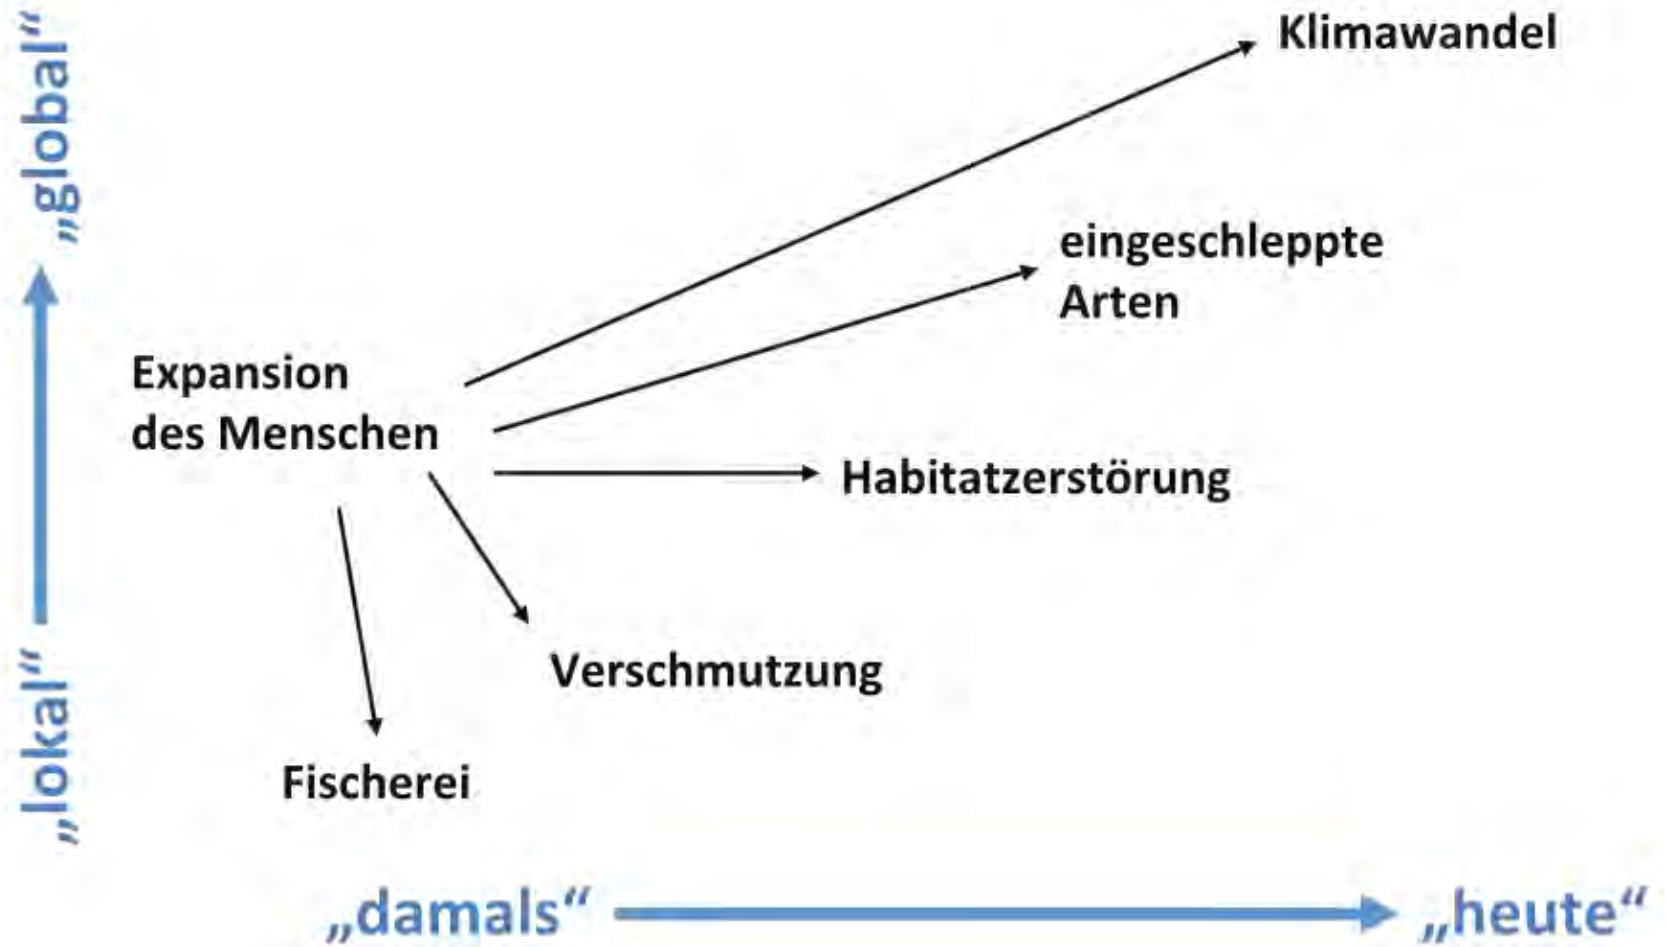 „global“
Klimawandel
eingeschleppte
Arten
Expansion
des Menschen
Habitatzerstörung
„lokal“
Verschmutzung
Fischerei
„damals“
„heute“